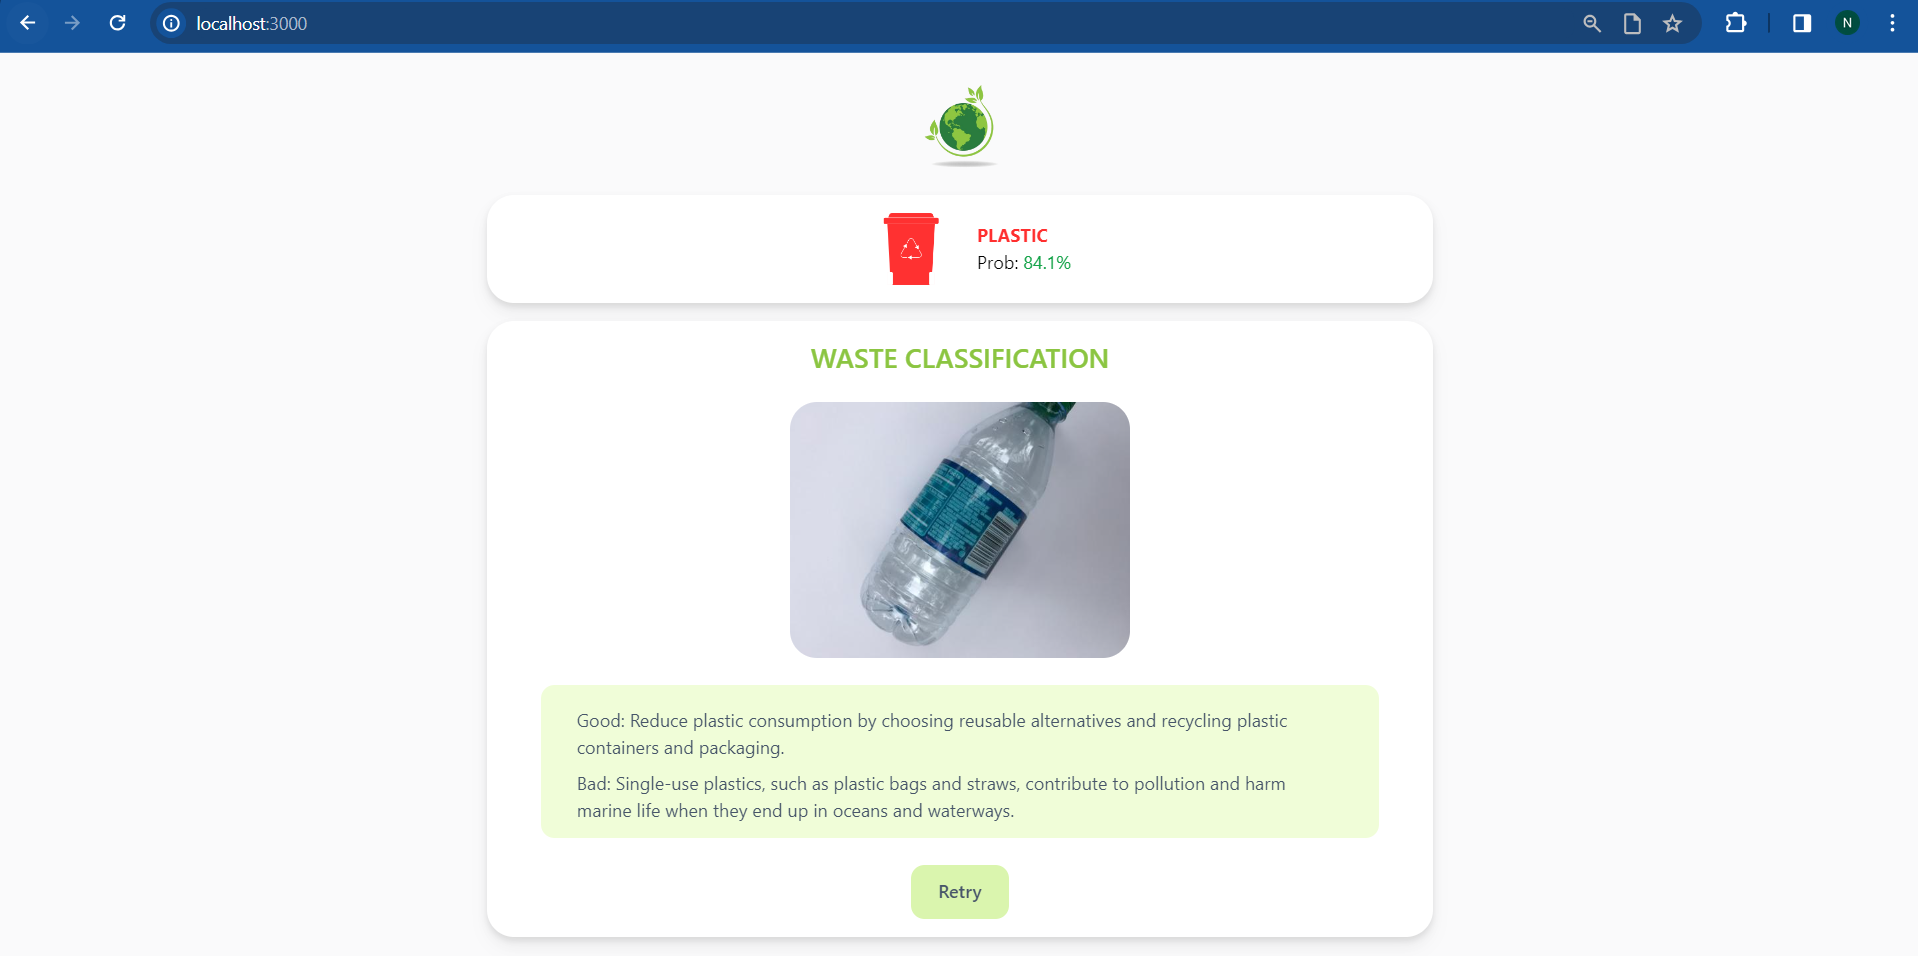 localhost:3000
N
PLASTIC
Prob: 84.1%
WASTE CLASSIFICATION
Good: Reduce plastic consumption by choosing reusable alternatives and recycling plastic
containers and packaging.
Bad: Single-use plastics, such as plastic bags and straws, contribute to pollution and harm
marine life when they end up in oceans and waterways.
Retry